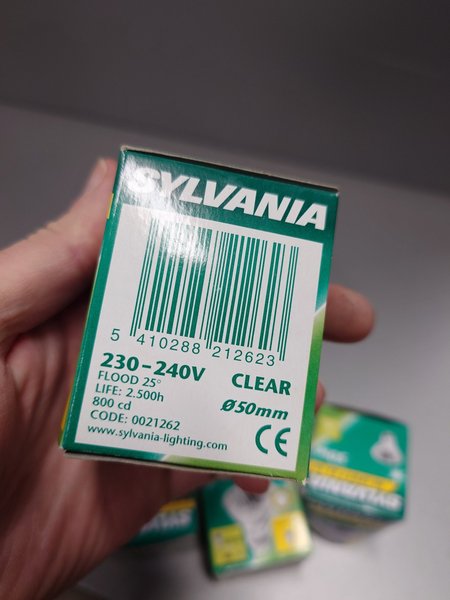 SYLVANIA
5 410288 212623
230-240V
FLOOD 25°
LIFE: 2.500h
800 cd
CODE: 0021262
www.sylvania-lighting.com
CLEAR
Ø50mm
CE
SYLVANIA